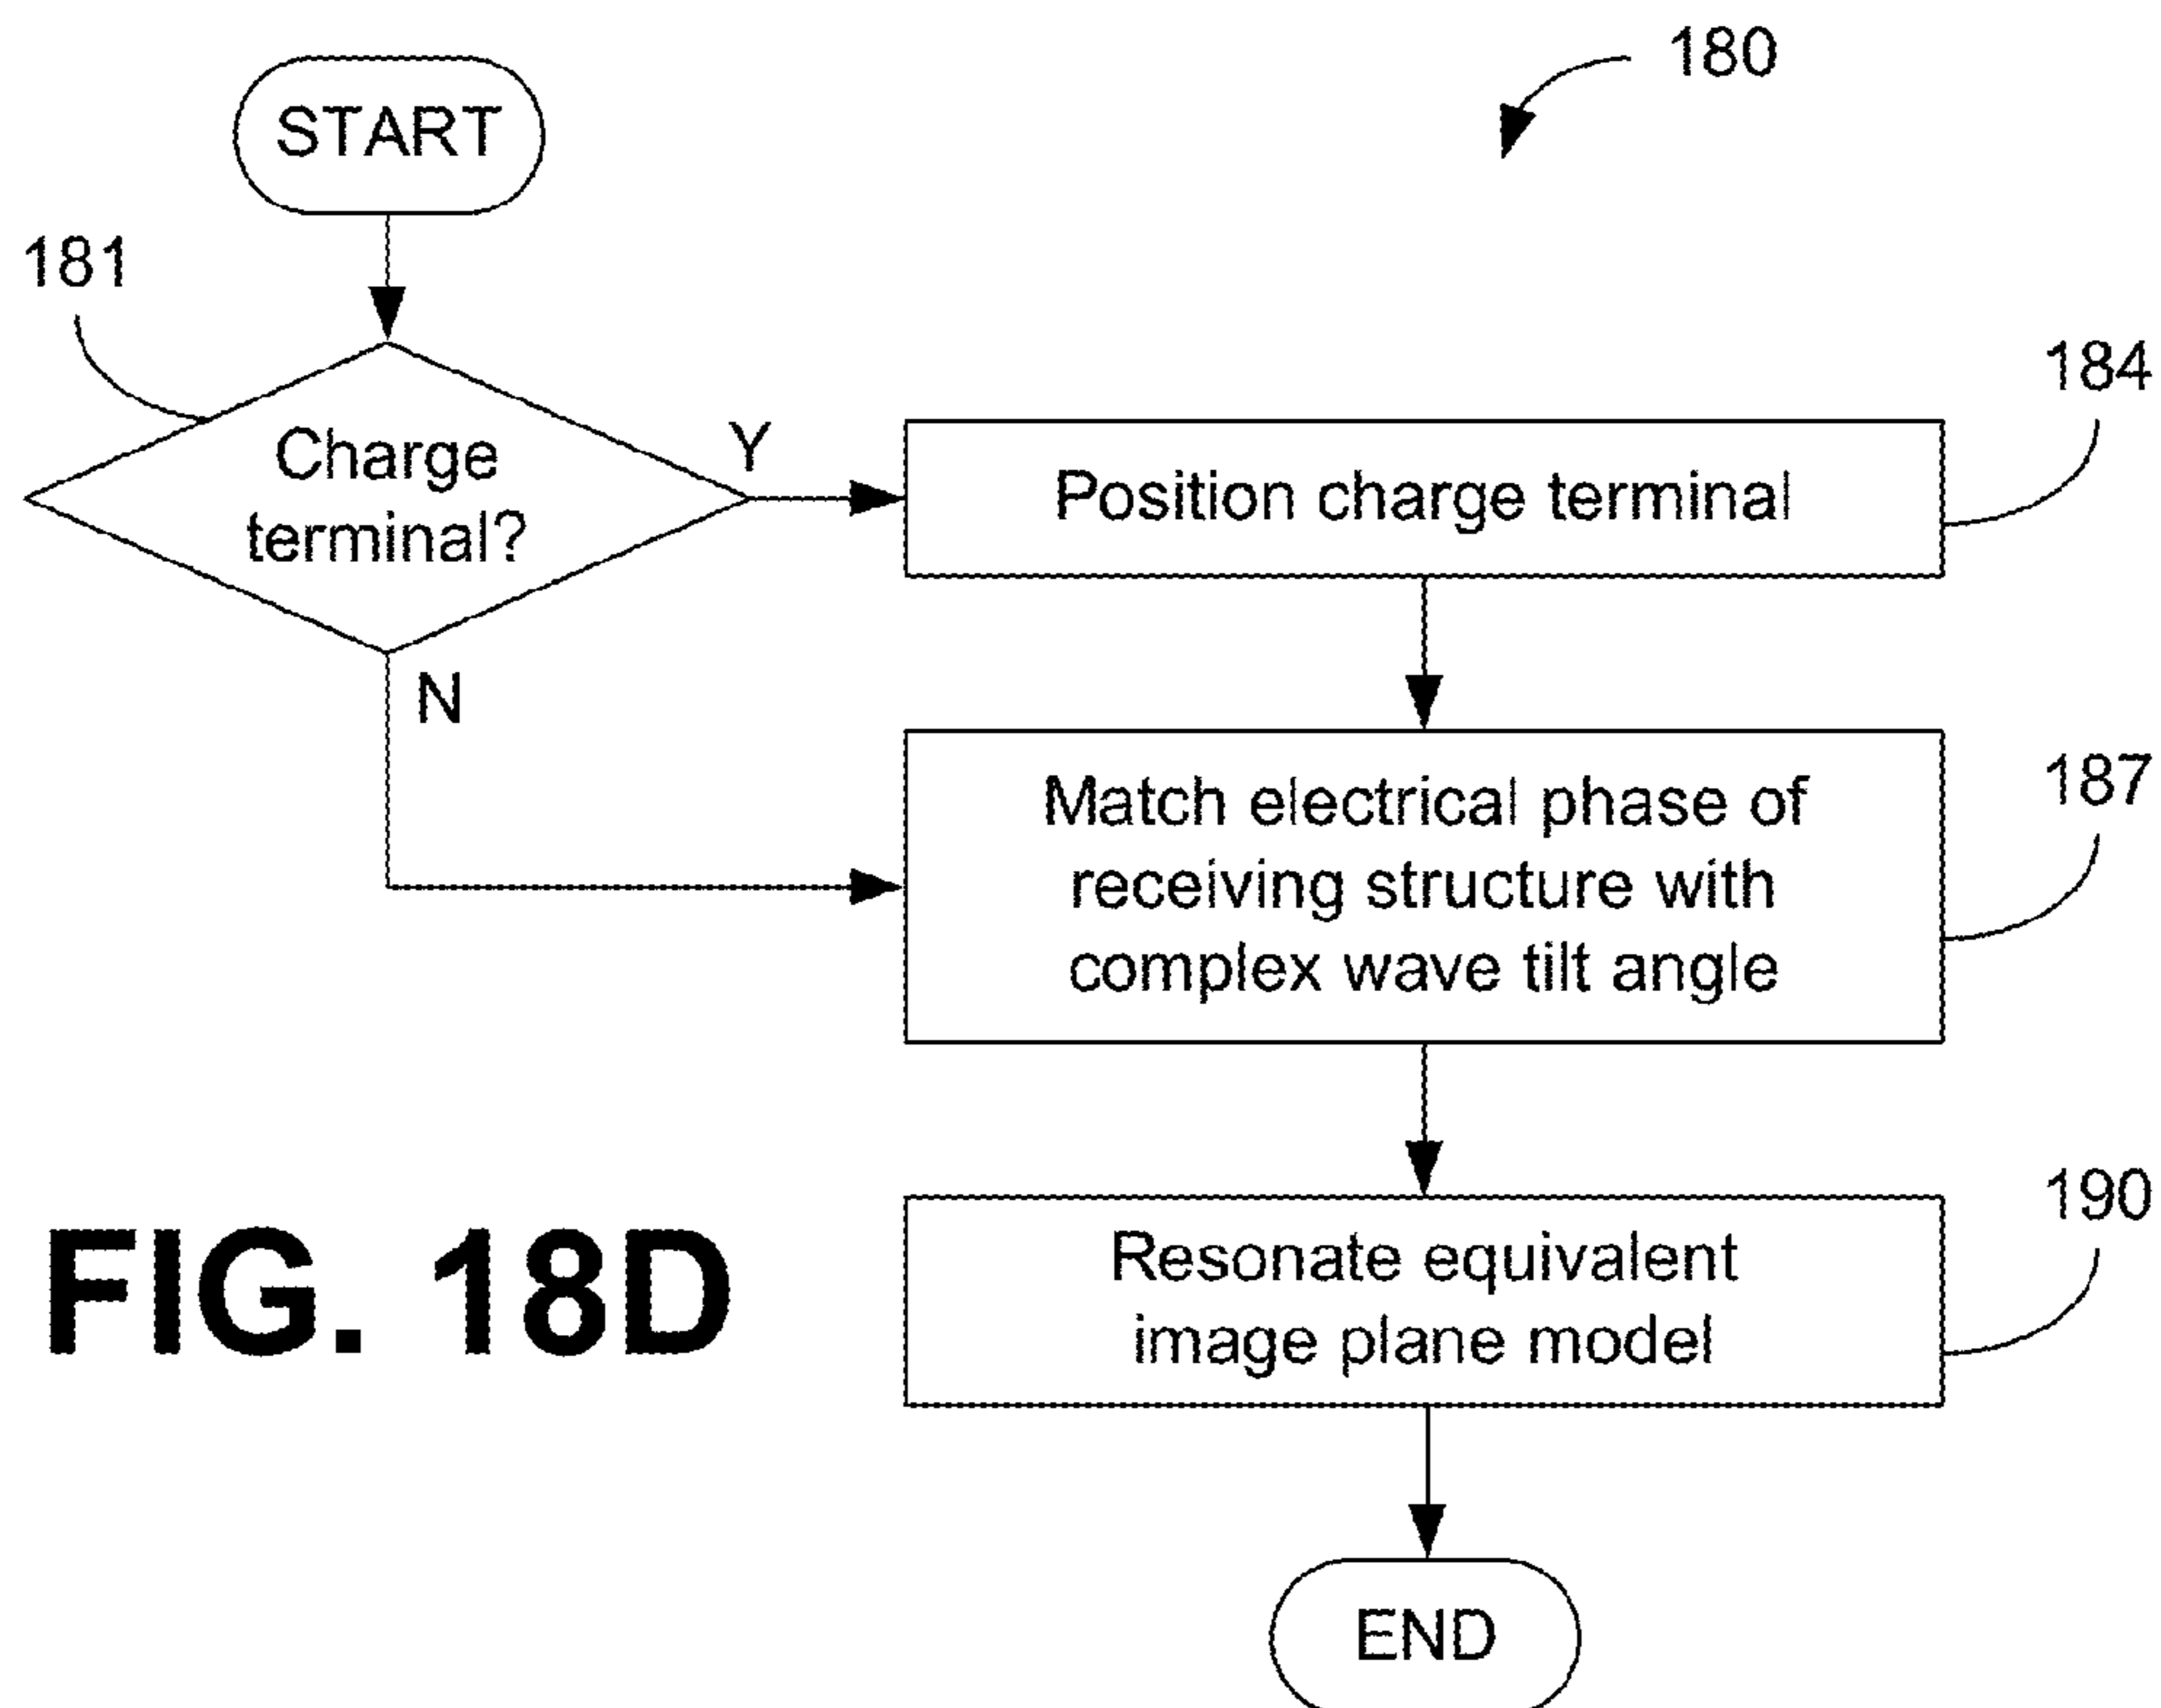 180
START
181
Charge
terminal?
Y
N
184
Position charge terminal
187
Match electrical phase of
receiving structure with
complex wave tilt angle
190
Resonate equivalent
image plane model
END
FIG. 18D